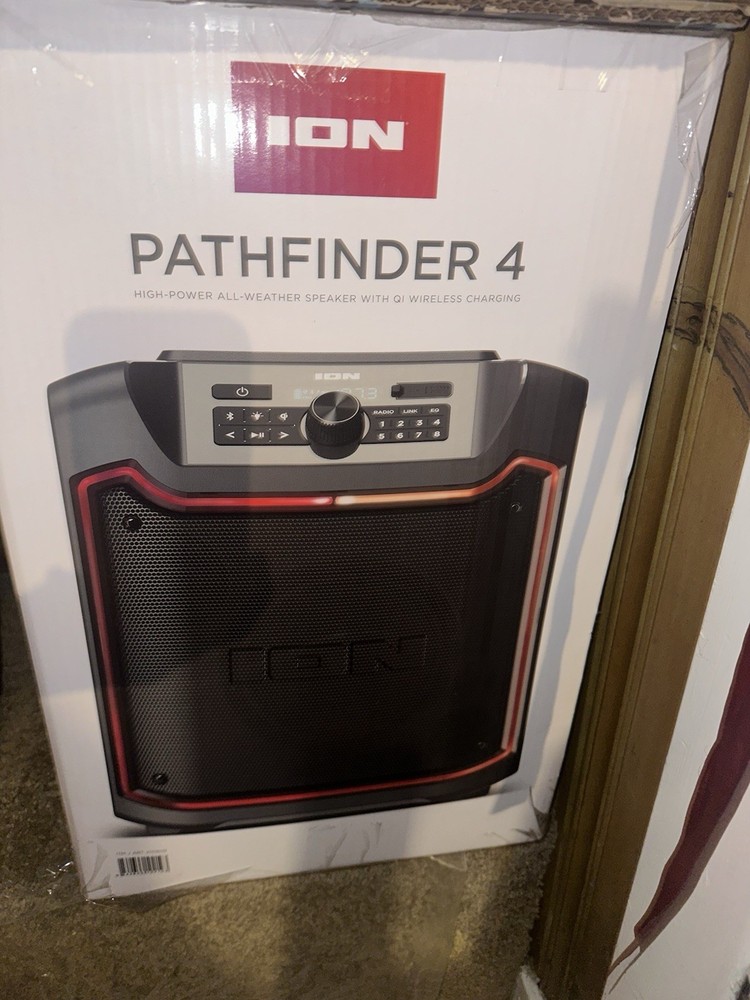 ION
PATHFINDER 4
HIGH-POWER ALL-WEATHER SPEAKER WITH QI WIRELESS CHARGING
ION
RADIO LINK EQ
1 2 3 4
5 6 7 8
ION